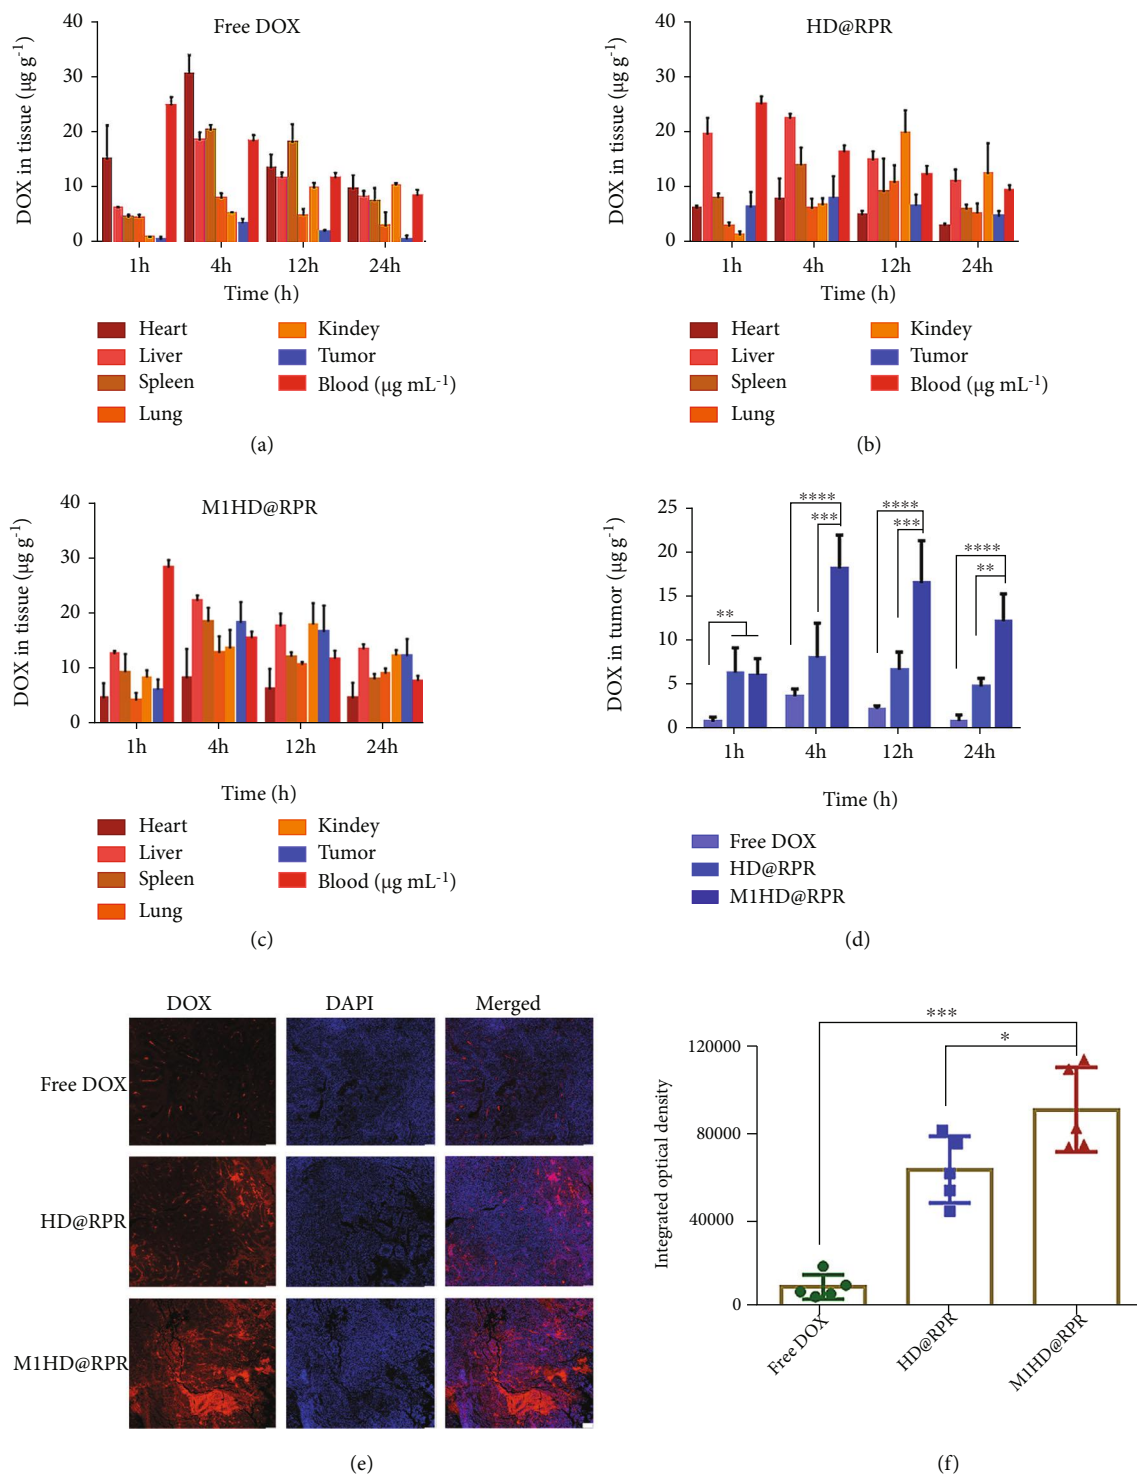 Free DOX
DOX in tissue (μg g⁻¹)
40
30
20
10
0
1h 4h 12h 24h
Time (h)
Heart
Liver
Spleen
Lung
Kindey
Tumor
Blood (μg mL⁻¹)
(a)
HD@RPR
DOX in tissue (μg g⁻¹)
40
30
20
10
0
1h 4h 12h 24h
Time (h)
Heart
Liver
Spleen
Lung
Kindey
Tumor
Blood (μg mL⁻¹)
(b)
M1HD@RPR
DOX in tissue (μg g⁻¹)
40
30
20
10
0
1h 4h 12h 24h
Time (h)
Heart
Liver
Spleen
Lung
Kindey
Tumor
Blood (μg mL⁻¹)
(c)
DOX in tumor (μg g⁻¹)
25
20
15
10
5
0
**
****
***
****
***
****
**
1h 4h 12h 24h
Time (h)
Free DOX
HD@RPR
M1HD@RPR
(d)
DOX DAPI Merged
Free DOX
HD@RPR
M1HD@RPR
(e)
Integrated optical density
120000
80000
40000
0
***
*
Free DOX
HD@RPR
M1HD@RPR
(f)